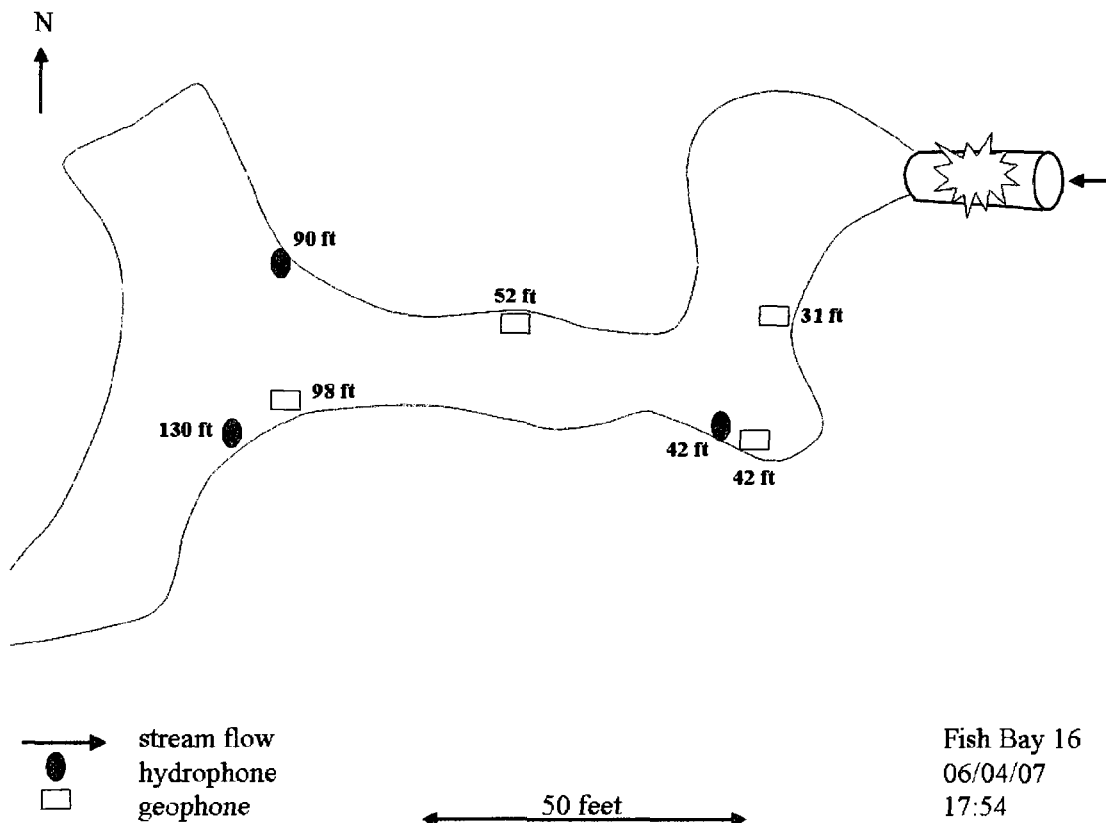 N
90 ft
52 ft
31 ft
98 ft
130 ft
42 ft
42 ft
stream flow
hydrophone
geophone
50 feet
Fish Bay 16
06/04/07
17:54